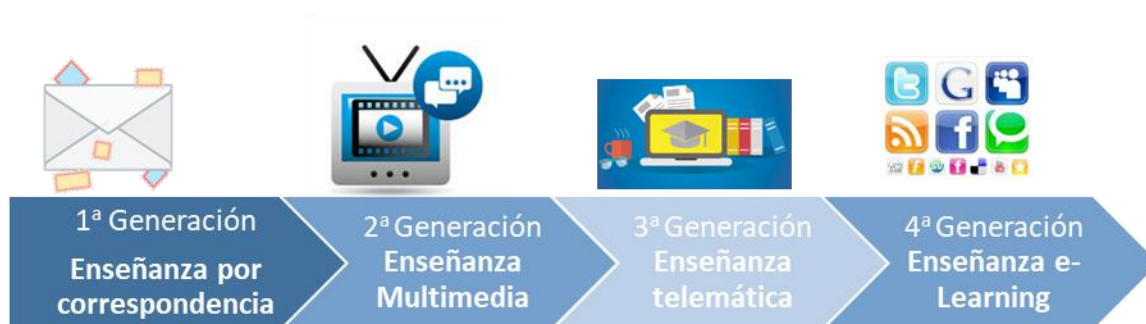 1ª Generación
Enseñanza por
correspondencia
2ª Generación
Enseñanza
Multimedia
3ª Generación
Enseñanza
telemática
4ª Generación
Enseñanza e-
Learning